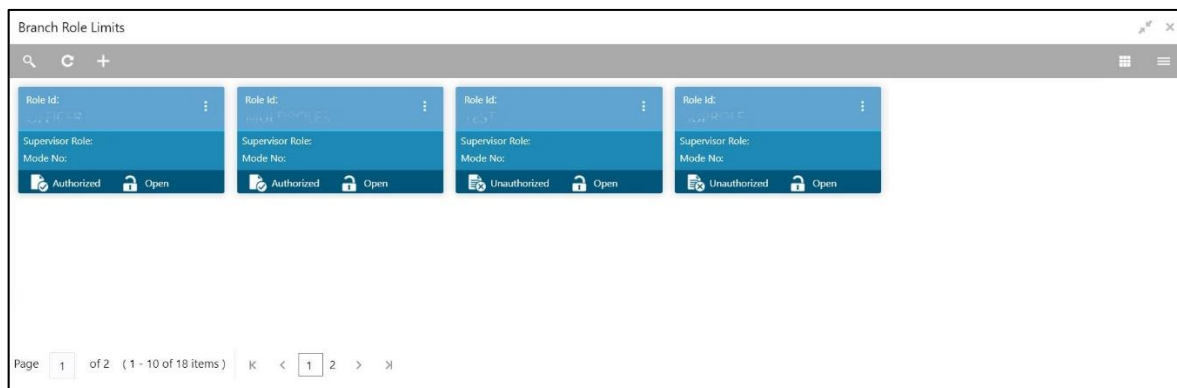 Branch Role Limits
Role Id:
Supervisor Role:
Mode No:
Authorized Open
Role Id:
Supervisor Role:
Mode No:
Authorized Open
Role Id:
TEST
Supervisor Role:
Mode No:
Unauthorized Open
Role Id:
Supervisor Role:
Mode No:
Unauthorized Open
Page 1 of 2 ( 1 - 10 of 18 items ) 1 2